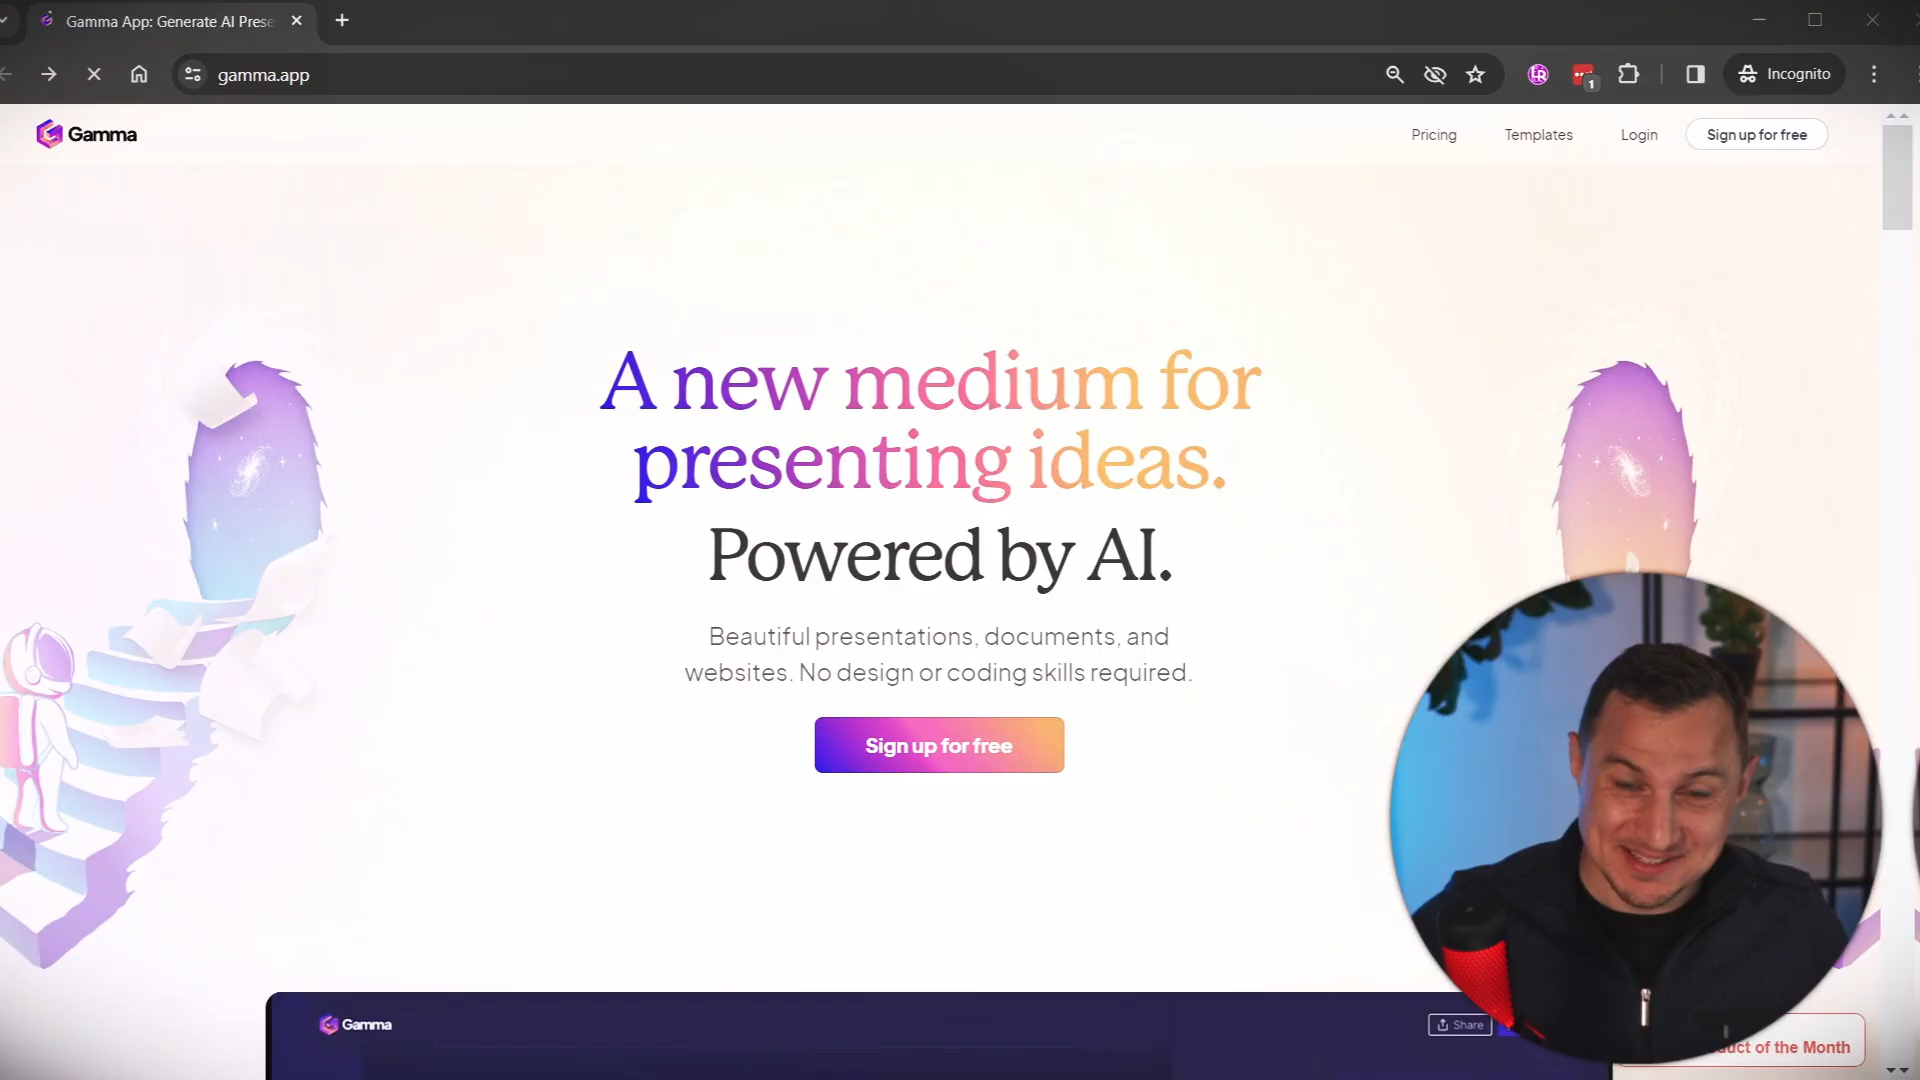 Gamma App: Generate AI Prese
gamma.app
1
Incognito
Gamma
Pricing
Templates
Login
Sign up for free
A new medium for
presenting ideas.
Powered by AI.
Beautiful presentations, documents, and
websites. No design or coding skills required.
Sign up for free
Gamma
Share
of the Month